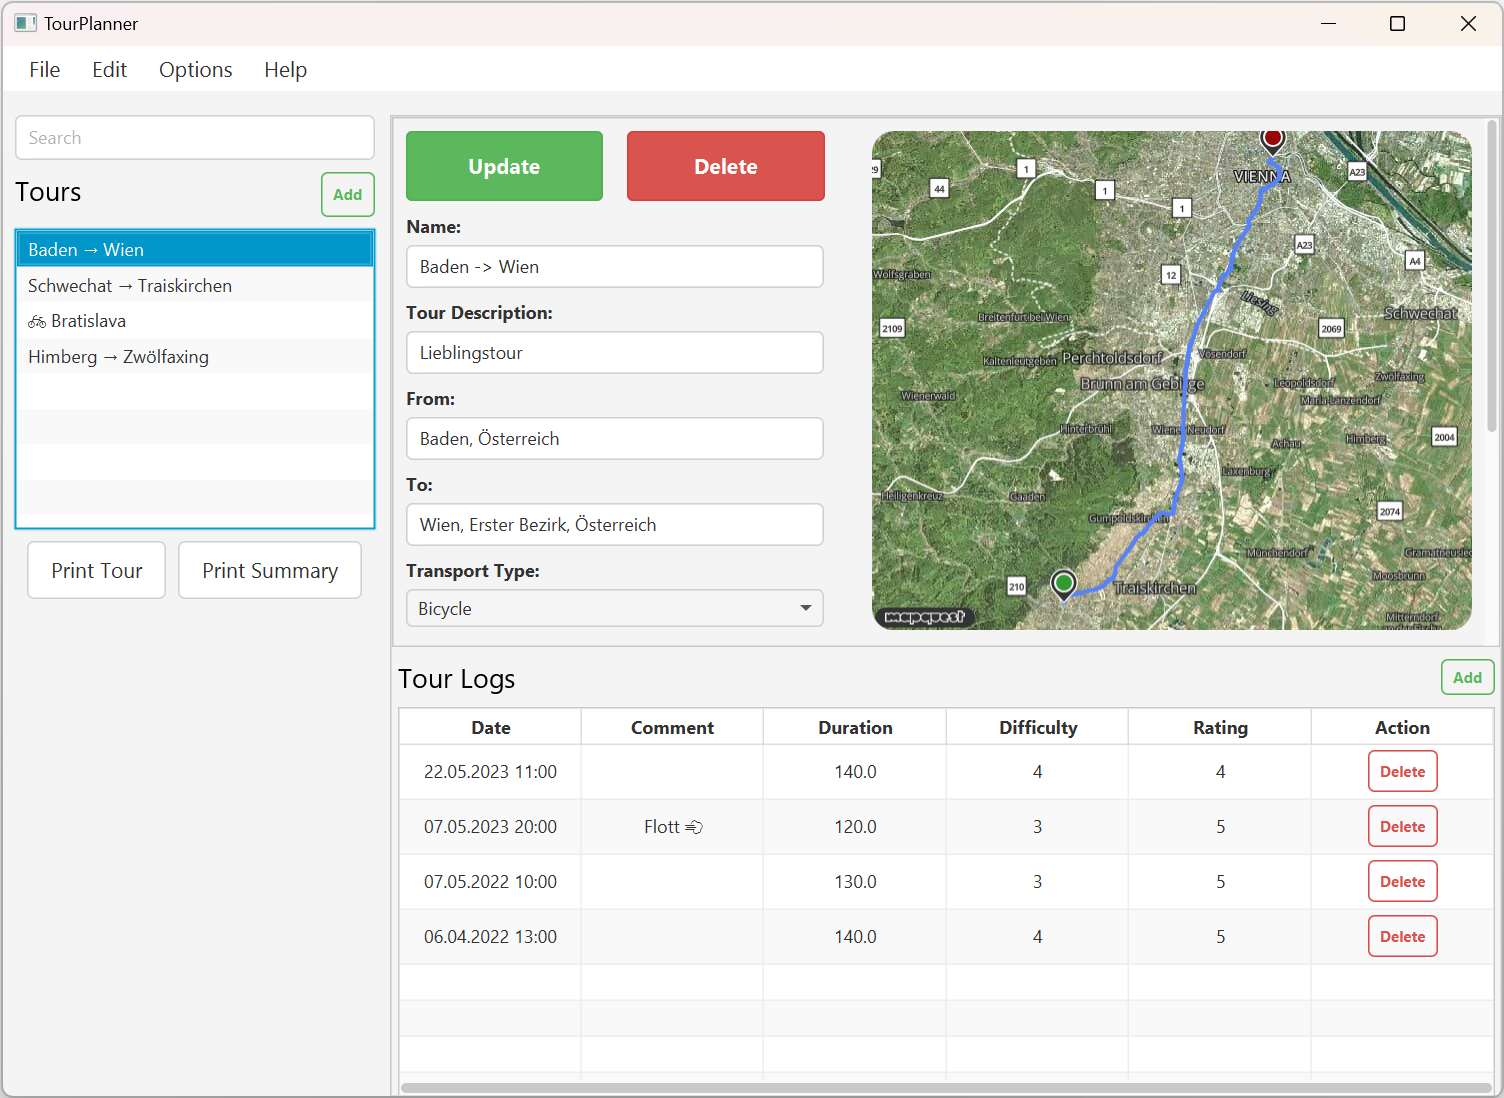 TourPlanner
File Edit Options Help
Search
Tours
Add
Baden → Wien
Schwechat → Traiskirchen
🚲 Bratislava
Himberg → Zwölfaxing
Print Tour
Print Summary
Update
Delete
Name:
Baden -> Wien
Tour Description:
Lieblingstour
From:
Baden, Österreich
To:
Wien, Erster Bezirk, Österreich
Transport Type:
Bicycle
29
44
1
1
1
VIENNA
A23
A23
A4
Wolfsgraben
12
Liesing
Schwechat
2109
Breitenfurt bei Wien
2069
Kaltenleutgeben
Perchtoldsdorf
Vösendorf
Brunn am Gebirge
Leopoldsdorf
Zwölfaxing
Wienerwald
Maria-Lanzendorf
Hinterbrühl
Wiener Neudorf
Achau
Himberg
2004
Laxenburg
Heiligenkreuz
Gaaden
Gumpoldskirchen
2074
Münchendorf
Gramatneusie
Moosbrunn
210
Traiskirchen
Mitterndorf
an der Fischa
mapquest
Tour Logs
Add
Date Comment Duration Difficulty Rating Action
22.05.2023 11:00 140.0 4 4 Delete
07.05.2023 20:00 Flott 💨 120.0 3 5 Delete
07.05.2022 10:00 130.0 3 5 Delete
06.04.2022 13:00 140.0 4 5 Delete